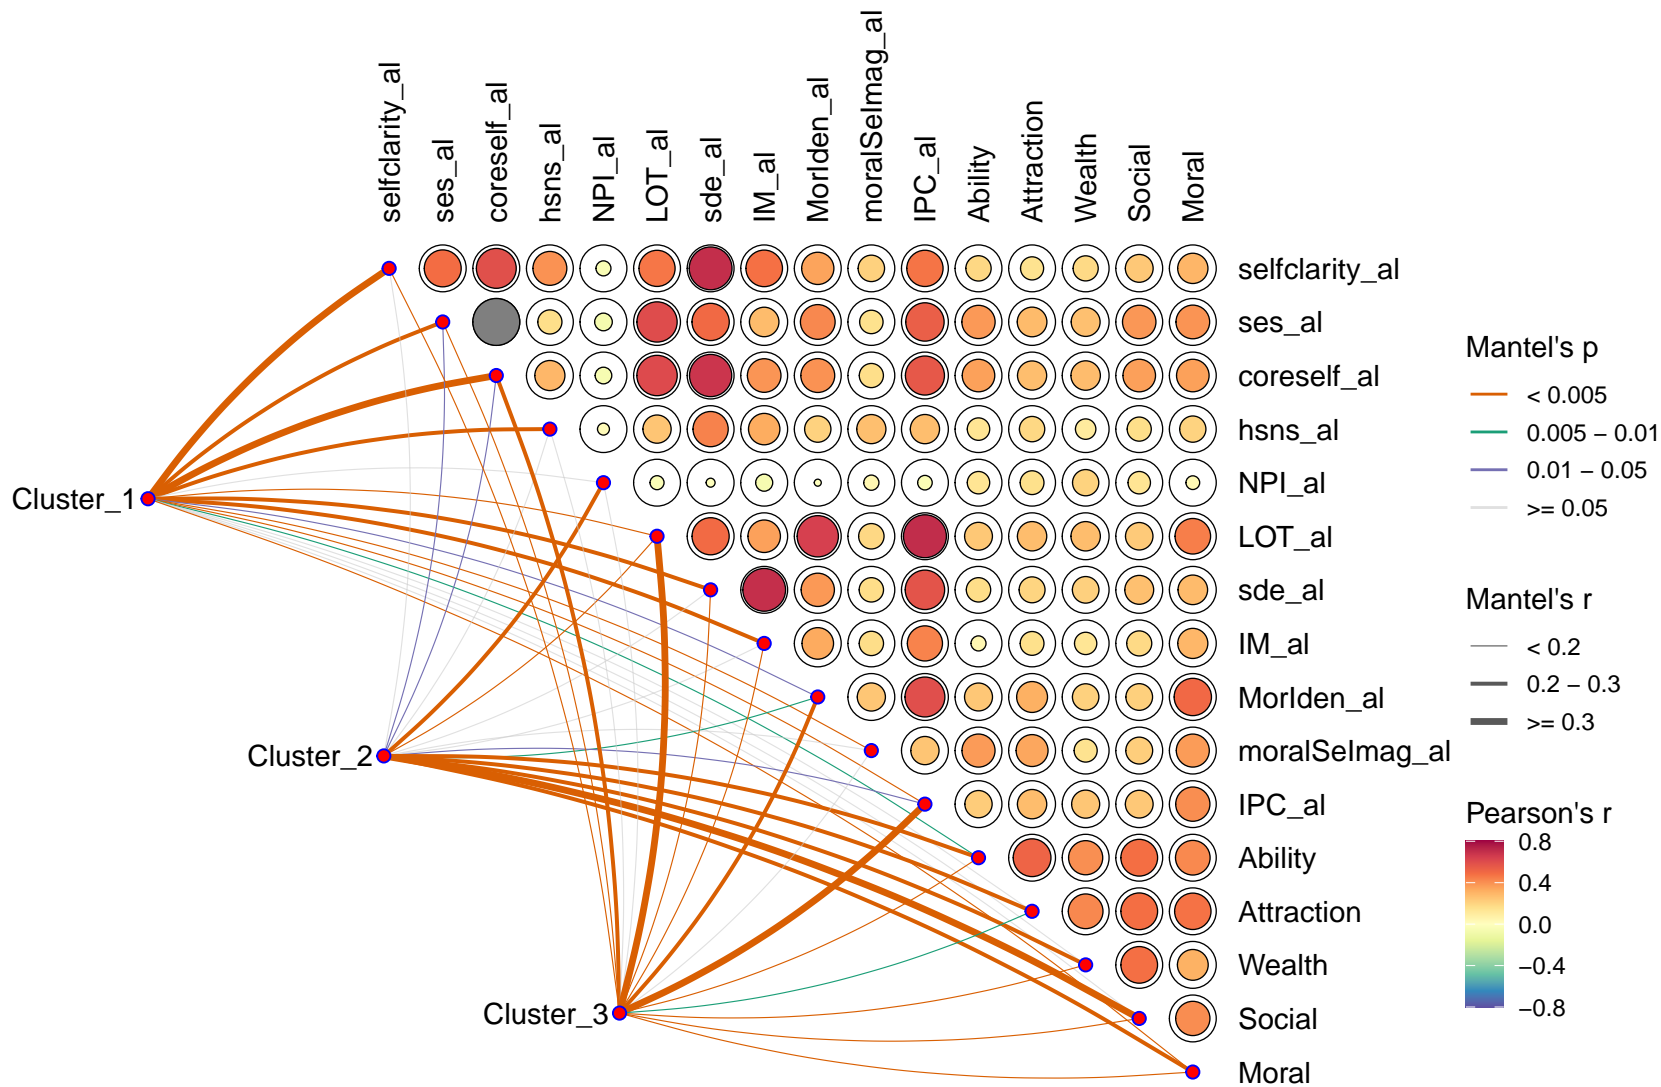 selfclarity_al
ses_al
coreself_al
hsns_al
NPI_al
LOT_al
sde_al
IM_al
MorIden_al
moralSeImag_al
IPC_al
Ability
Attraction
Wealth
Social
Moral
selfclarity_al
ses_al
coreself_al
hsns_al
NPI_al
LOT_al
sde_al
IM_al
MorIden_al
moralSeImag_al
IPC_al
Ability
Attraction
Wealth
Social
Moral
Cluster_1
Cluster_2
Cluster_3
Mantel's p
< 0.005
0.005 − 0.01
0.01 − 0.05
>= 0.05
Mantel's r
< 0.2
0.2 − 0.3
>= 0.3
Pearson's r
0.8
0.4
0.0
−0.4
−0.8